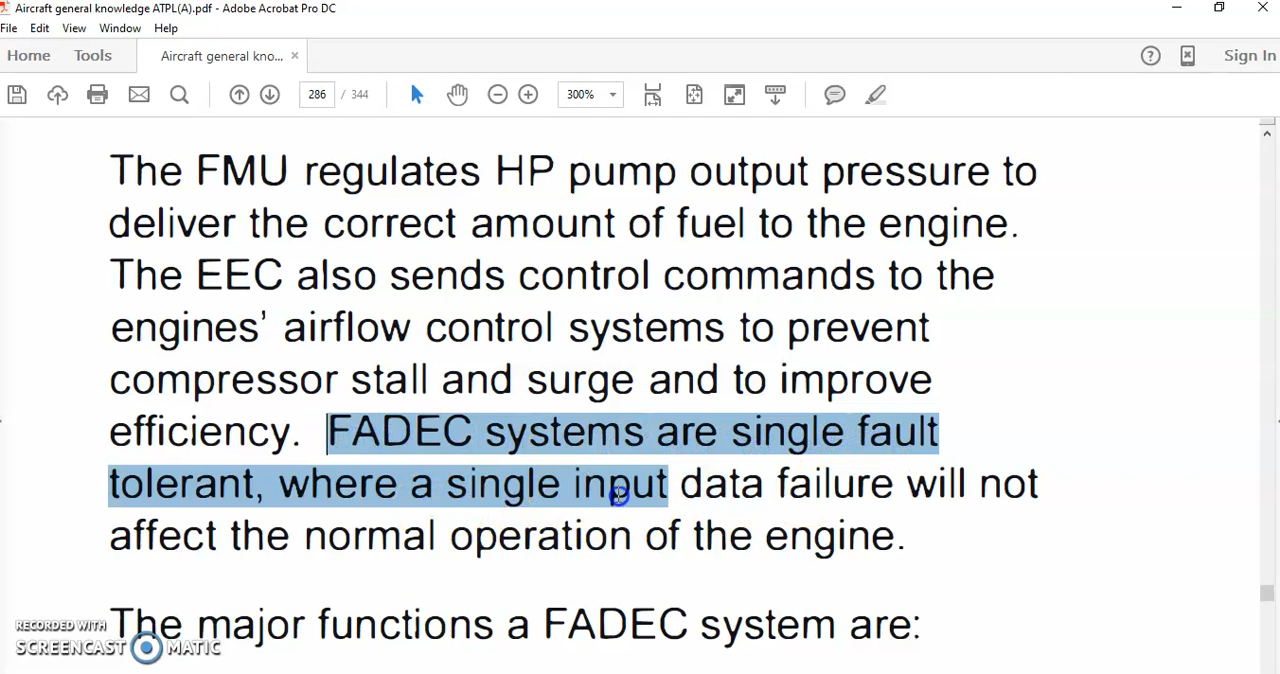 Aircraft general knowledge ATPL(A).pdf - Adobe Acrobat Pro DC
File Edit View Window Help
Home Tools Aircraft general kno... × Sign In
286 / 344 300%
The FMU regulates HP pump output pressure to
deliver the correct amount of fuel to the engine.
The EEC also sends control commands to the
engines’ airflow control systems to prevent
compressor stall and surge and to improve
efficiency. FADEC systems are single fault
tolerant, where a single input data failure will not
affect the normal operation of the engine.
The major functions a FADEC system are:
RECORDED WITH
SCREENCAST MATIC